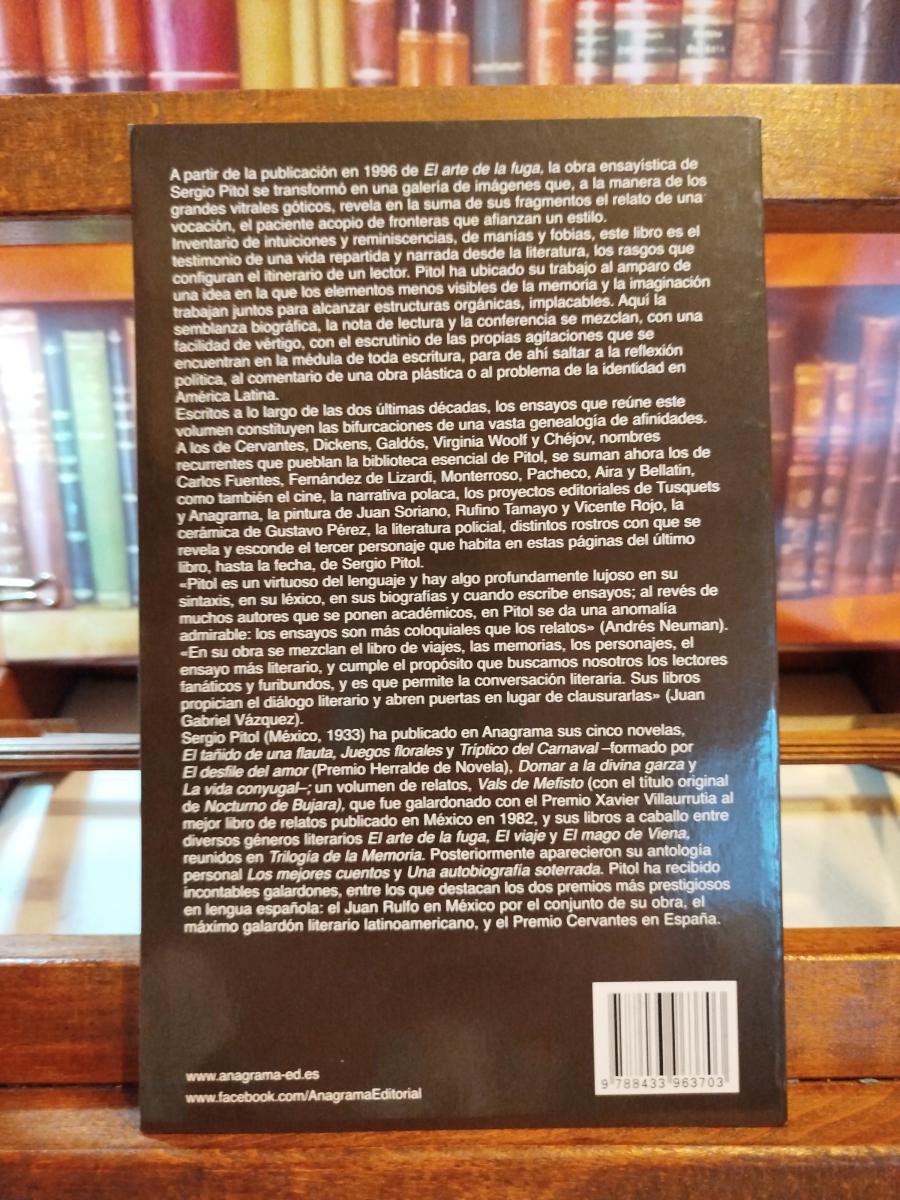 A partir de la publicación en 1996 de El arte de la fuga, la obra ensayística de
Sergio Pitol se transformó en una galería de imágenes que, a la manera de los
grandes vitrales góticos, revela en la suma de sus fragmentos el relato de una
vocación, el paciente acopio de fronteras que afianzan un estilo.
Inventario de intuiciones y reminiscencias, de manías y fobias, este libro es el
testimonio de una vida repartida y narrada desde la literatura, los rasgos que
configuran el itinerario de un lector. Pitol ha ubicado su trabajo al amparo de
una idea en la que los elementos menos visibles de la memoria y la imaginación
trabajan juntos para alcanzar estructuras orgánicas, implacables. Aquí la
semblanza biográfica, la nota de lectura y la conferencia se mezclan, con una
facilidad de vértigo, con el escrutinio de las propias agitaciones que se
encuentran en la médula de toda escritura, para de ahí saltar a la reflexión
política, al comentario de una obra plástica o al problema de la identidad en
América Latina.
Escritos a lo largo de las dos últimas décadas, los ensayos que reúne este
volumen constituyen las bifurcaciones de una vasta genealogía de afinidades.
A los de Cervantes, Dickens, Galdós, Virginia Woolf y Chéjov, nombres
recurrentes que pueblan la biblioteca esencial de Pitol, se suman ahora los de
Carlos Fuentes, Fernández de Lizardi, Monterroso, Pacheco, Aira y Bellatin,
como también el cine, la narrativa polaca, los proyectos editoriales de Tusquets
y Anagrama, la pintura de Juan Soriano, Rufino Tamayo y Vicente Rojo, la
cerámica de Gustavo Pérez, la literatura policial, distintos rostros con que se
revela y esconde el tercer personaje que habita en estas páginas del último
libro, hasta la fecha, de Sergio Pitol.
«Pitol es un virtuoso del lenguaje y hay algo profundamente lujoso en su
sintaxis, en su léxico, en sus biografías y cuando escribe ensayos; al revés de
muchos autores que se ponen académicos, en Pitol se da una anomalía
admirable: los ensayos son más coloquiales que los relatos» (Andrés Neuman).
«En su obra se mezclan el libro de viajes, las memorias, los personajes, el
ensayo más literario, y cumple el propósito que buscamos nosotros los lectores
fanáticos y furibundos, y es que permite la conversación literaria. Sus libros
propician el diálogo literario y abren puertas en lugar de clausurarlas» (Juan
Gabriel Vázquez).
Sergio Pitol (México, 1933) ha publicado en Anagrama sus cinco novelas,
El tañido de una flauta, Juegos florales y Tríptico del Carnaval –formado por
El desfile del amor (Premio Herralde de Novela), Domar a la divina garza y
La vida conyugal–; un volumen de relatos, Vals de Mefisto (con el título original
de Nocturno de Bujara), que fue galardonado con el Premio Xavier Villaurrutia al
mejor libro de relatos publicado en México en 1982, y sus libros a caballo entre
diversos géneros literarios El arte de la fuga, El viaje y El mago de Viena,
reunidos en Trilogía de la Memoria. Posteriormente aparecieron su antología
personal Los mejores cuentos y Una autobiografía soterrada. Pitol ha recibido
incontables galardones, entre los que destacan los dos premios más prestigiosos
en lengua española: el Juan Rulfo en México por el conjunto de su obra, el
máximo galardón literario latinoamericano, y el Premio Cervantes en España.
www.anagrama-ed.es
www.facebook.com/AnagramaEditorial
9 788433 963703